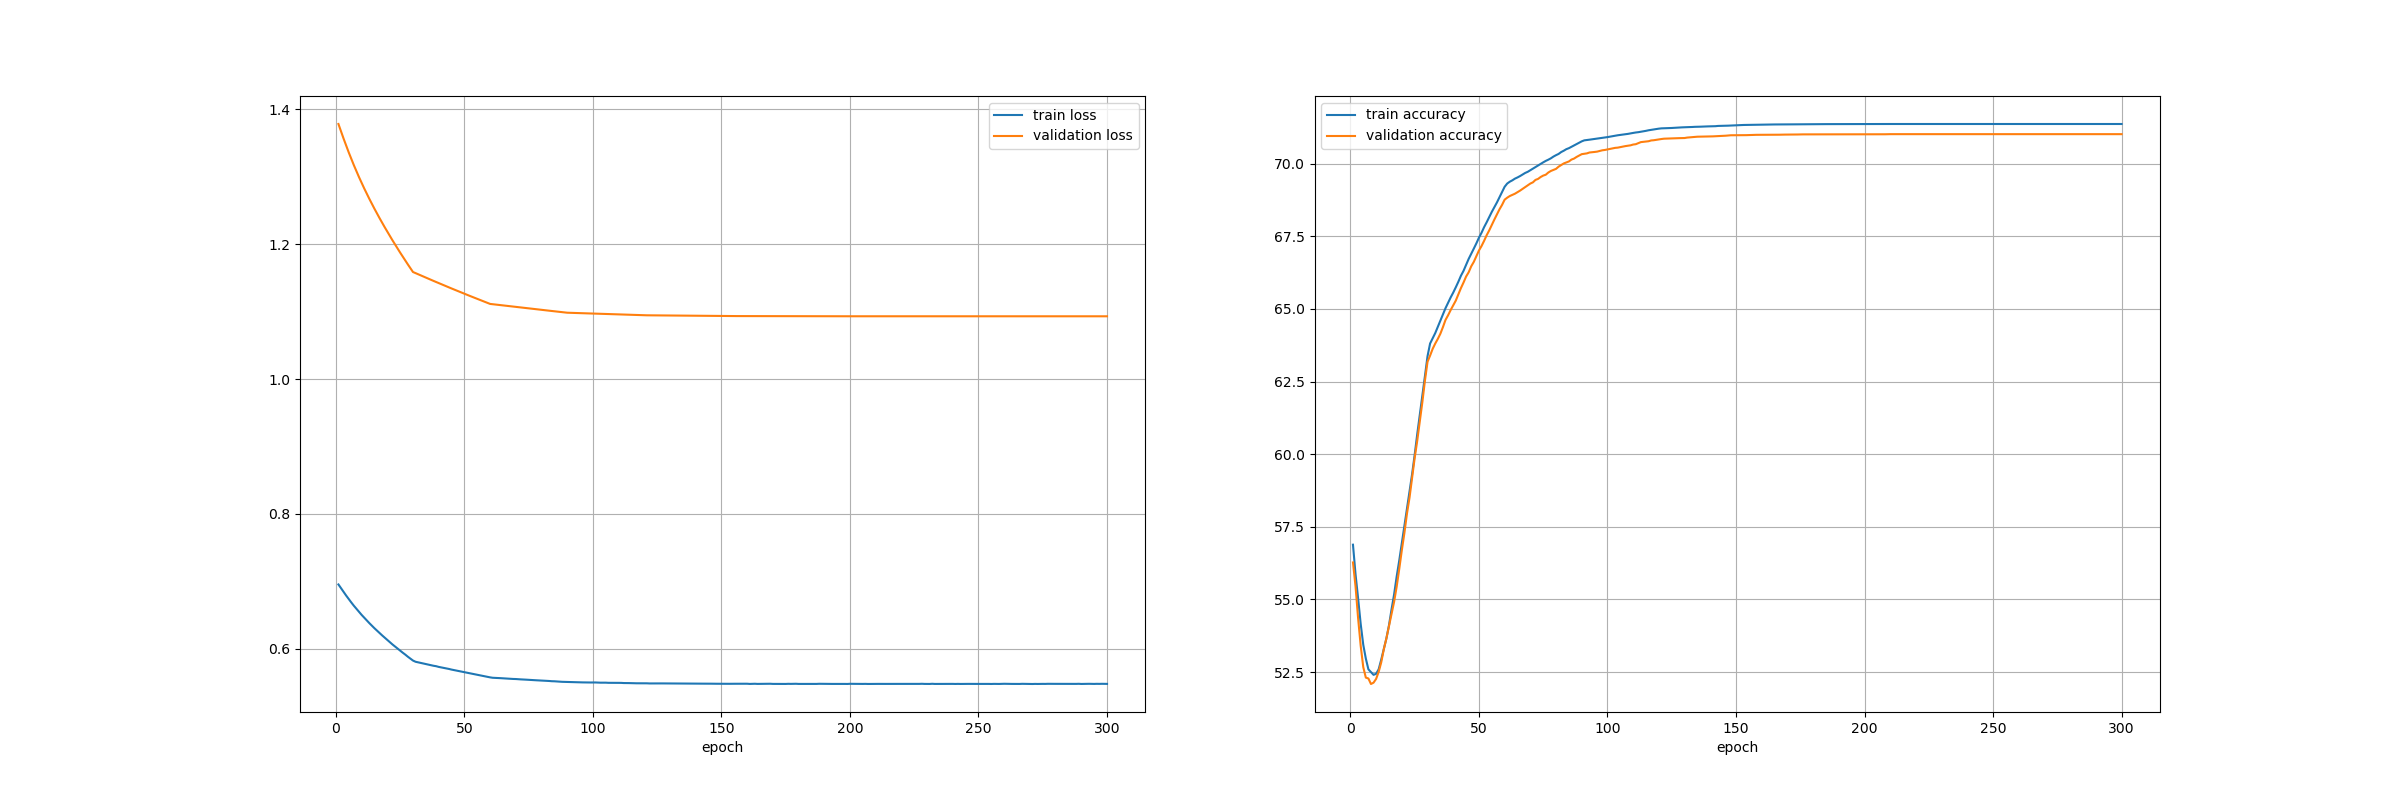 1.4
1.2
1.0
0.8
0.6
0 50 100 150 200 250 300
epoch
train loss
validation loss
70.0
67.5
65.0
62.5
60.0
57.5
55.0
52.5
0 50 100 150 200 250 300
epoch
train accuracy
validation accuracy